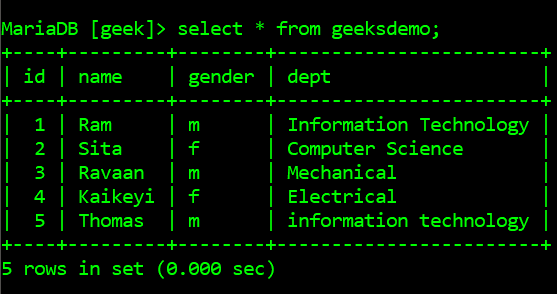 MariaDB [geek]> select * from geeksdemo;
+----+---------+--------+------------------------+
| id | name    | gender | dept                   |
+----+---------+--------+------------------------+
|  1 | Ram     | m      | Information Technology |
|  2 | Sita    | f      | Computer Science       |
|  3 | Ravaan  | m      | Mechanical             |
|  4 | Kaikeyi | f      | Electrical             |
|  5 | Thomas  | m      | information technology |
+----+---------+--------+------------------------+
5 rows in set (0.000 sec)